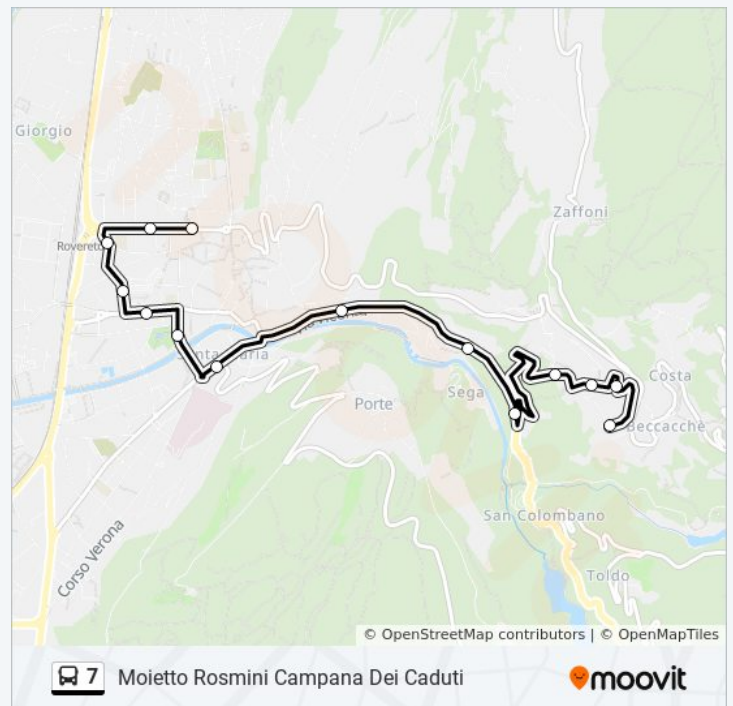 Giorgio
Zaffoni
Rovereto
Santa Maria
Costa
Sega
Porte
Beccacchè
San Colombano
Toldo
Corso Verona
© OpenStreetMap contributors | © OpenMapTiles
7 Moietto Rosmini Campana Dei Caduti
moovit